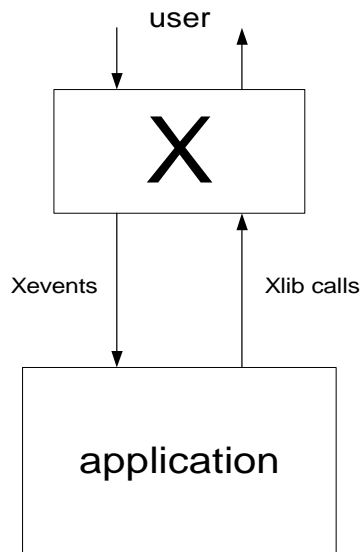 user
X
Xevents
Xlib calls
application